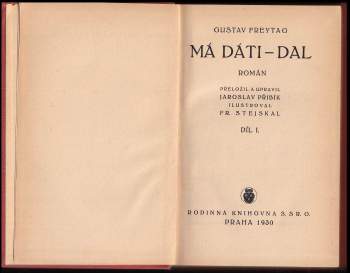 GUSTAV FREYTAG
MÁ DÁTI–DAL
ROMÁN
PŘELOŽIL A UPRAVIL
JAROSLAV PŘIBÍK
ILUSTROVAL
FR. STEJSKAL
DÍL I.
RODINNÁ KNIHOVNA S. S R. O.
PRAHA 1930